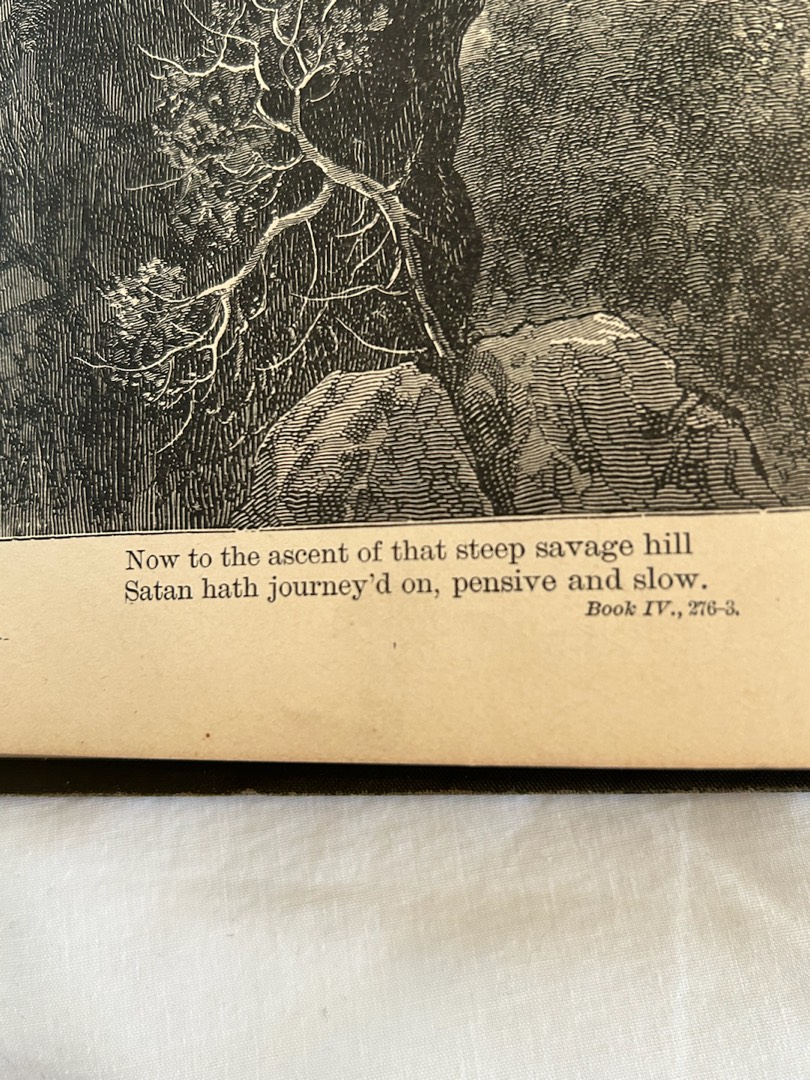 Now to the ascent of that steep savage hill
Satan hath journey'd on, pensive and slow.
Book IV., 276-3.